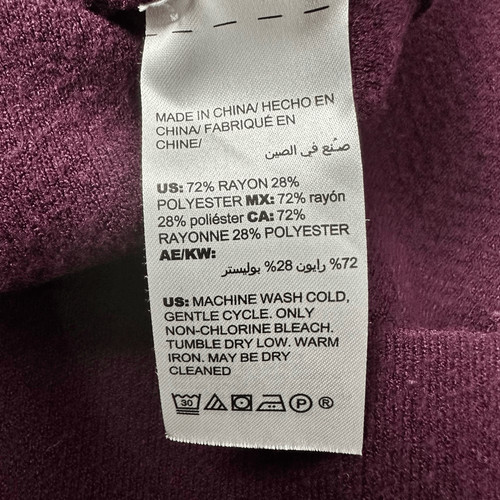 MADE IN CHINA/ HECHO EN
CHINA/ FABRIQUÉ EN
CHINE/
صنع في الصين
US: 72% RAYON 28%
POLYESTER MX: 72% rayón
28% poliéster CA: 72%
RAYONNE 28% POLYESTER
AE/KW:
72% رايون 28% بوليستر
US: MACHINE WASH COLD,
GENTLE CYCLE. ONLY
NON-CHLORINE BLEACH.
TUMBLE DRY LOW. WARM
IRON. MAY BE DRY
CLEANED
30 P ®